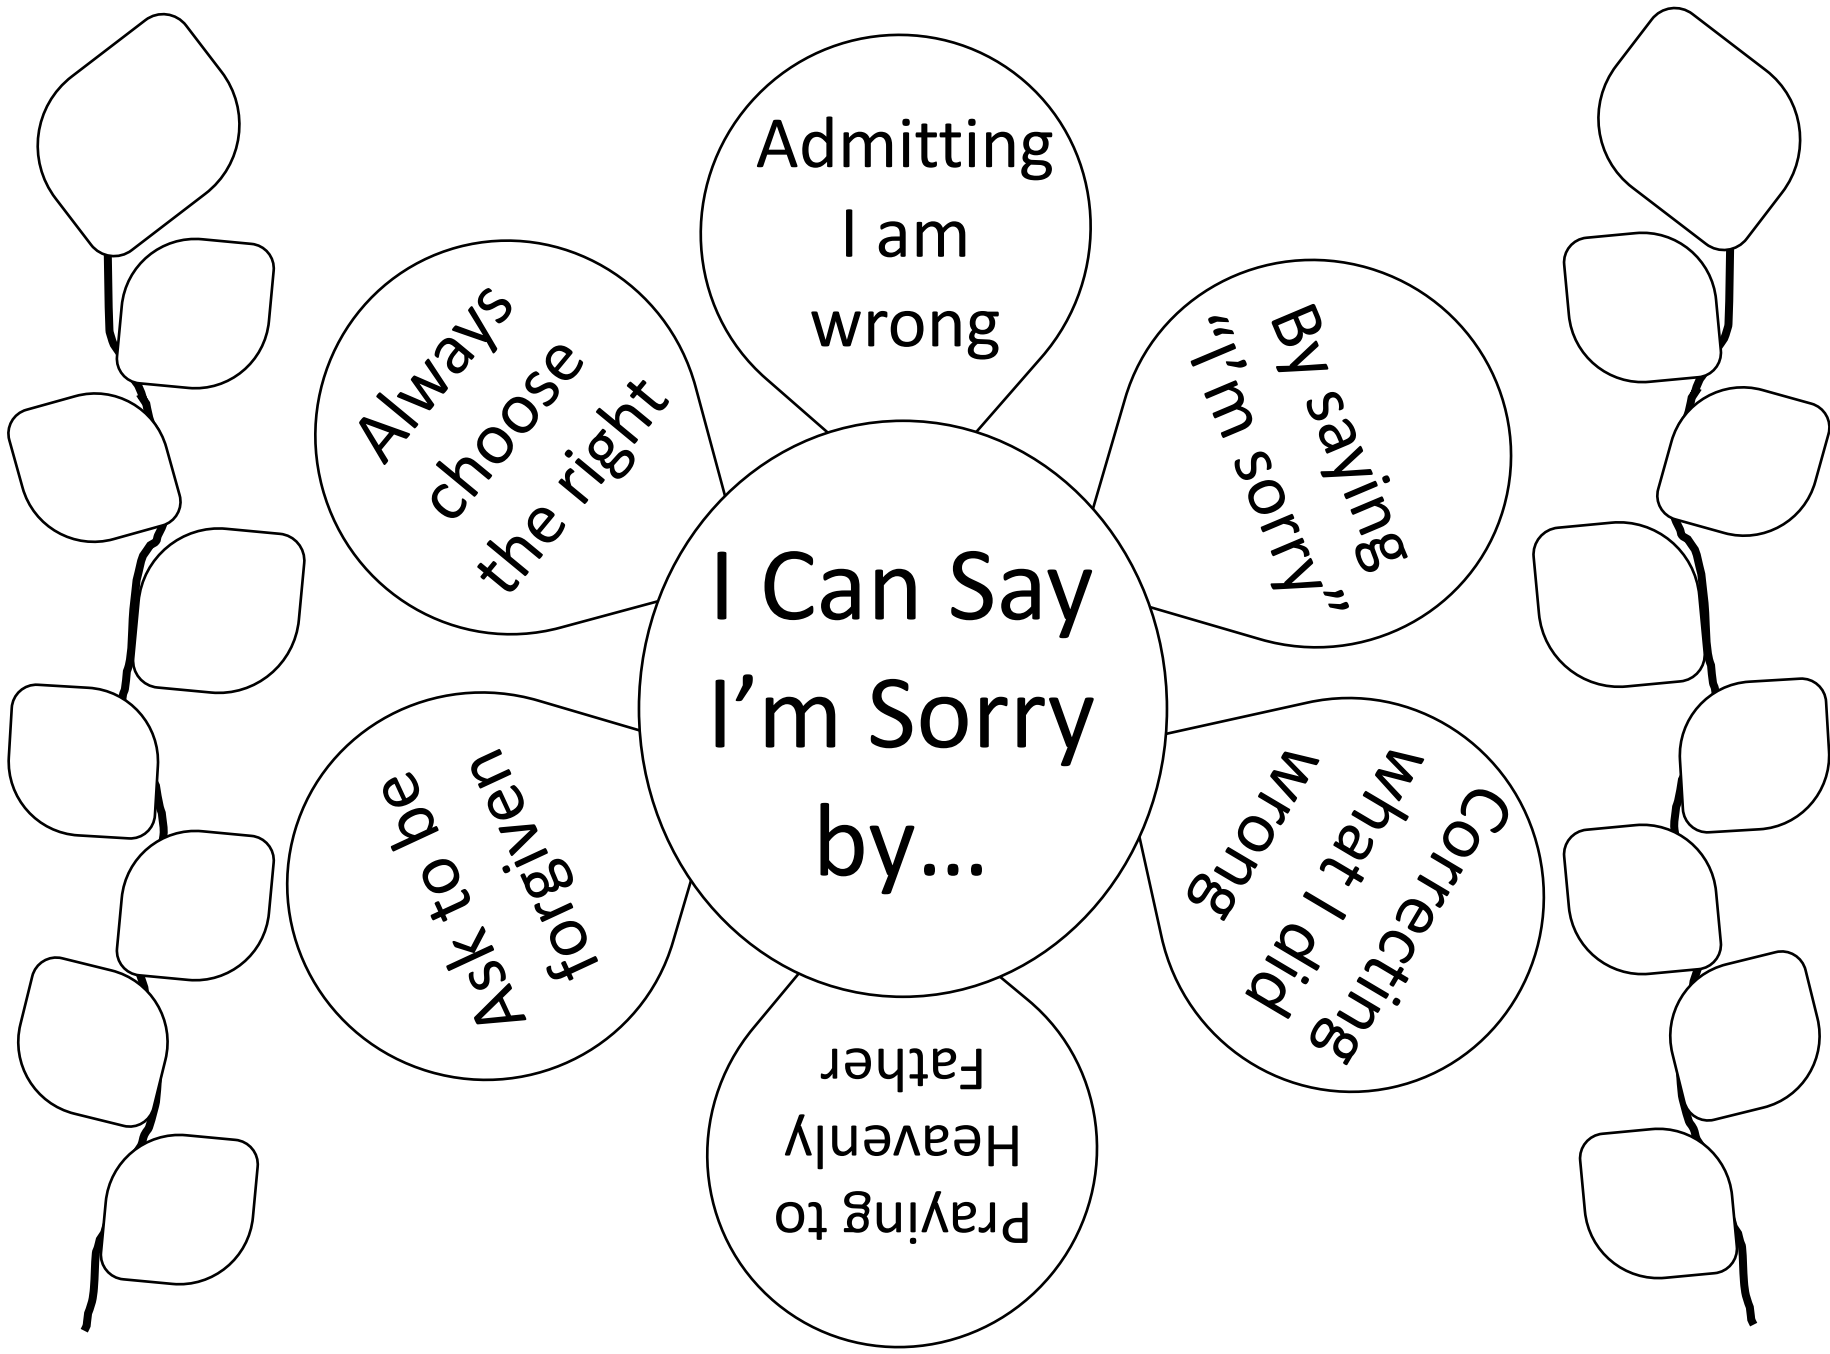 I Can Say
I’m Sorry
by…
Admitting
I am
wrong
By saying
“I’m sorry”
Correcting
what I did
wrong
Praying to
Heavenly
Father
Ask to be
forgiven
Always
choose
the right